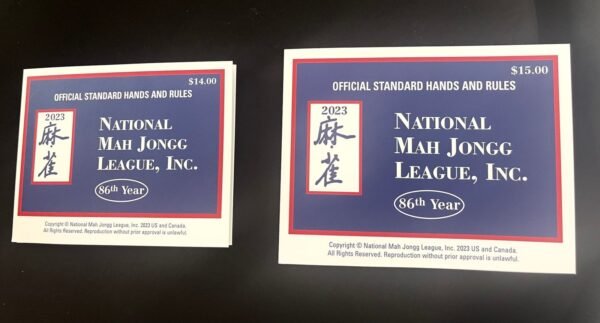 $14.00
OFFICIAL STANDARD HANDS AND RULES
2023
麻
雀
NATIONAL
MAH JONGG
LEAGUE, INC.
86th Year
Copyright © National Mah Jongg League, Inc. 2023 US and Canada.
All Rights Reserved. Reproduction without prior approval is unlawful.
$15.00
OFFICIAL STANDARD HANDS AND RULES
2023
麻
雀
NATIONAL
MAH JONGG
LEAGUE, INC.
86th Year
Copyright © National Mah Jongg League, Inc. 2023 US and Canada.
All Rights Reserved. Reproduction without prior approval is unlawful.